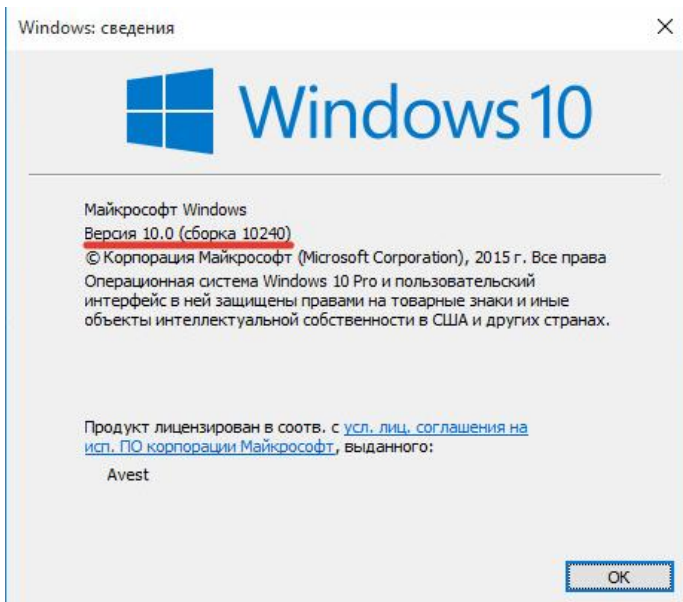 Windows: сведения
Windows 10
Майкрософт Windows
Версия 10.0 (сборка 10240)
© Корпорация Майкрософт (Microsoft Corporation), 2015 г. Все права
Операционная система Windows 10 Pro и пользовательский
интерфейс в ней защищены правами на товарные знаки и иные
объекты интеллектуальной собственности в США и других странах.
Продукт лицензирован в соотв. с усл. лиц. соглашения на
исп. ПО корпорации Майкрософт, выданного:
Avest
ОК